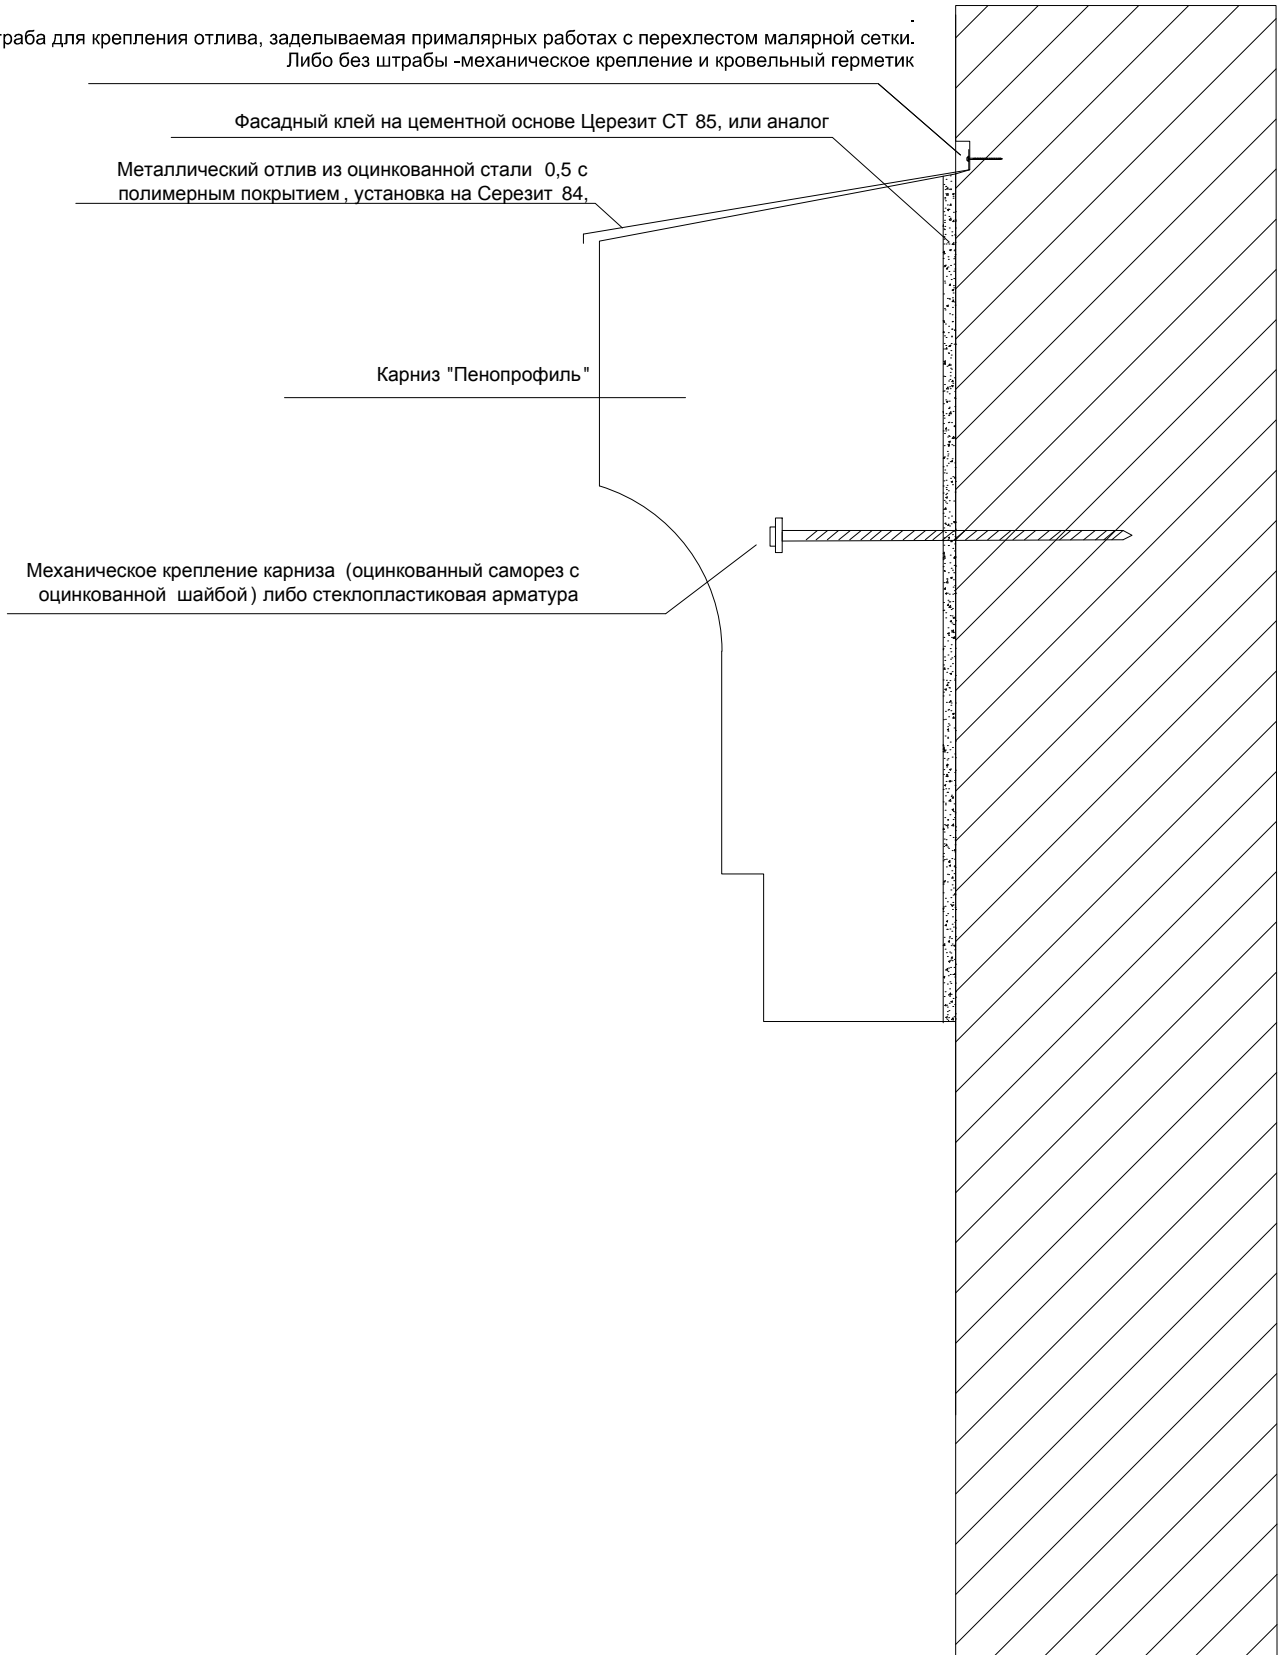 траба для крепления отлива, заделываемая прималярных работах с перехлестом малярной сетки.
Либо без штрабы -механическое крепление и кровельный герметик
Фасадный клей на цементной основе Церезит СТ 85, или аналог
Металлический отлив из оцинкованной стали 0,5 с
полимерным покрытием, установка на Серезит 84,
Карниз "Пенопрофиль"
Механическое крепление карниза (оцинкованный саморез с
оцинкованной шайбой) либо стеклопластиковая арматура